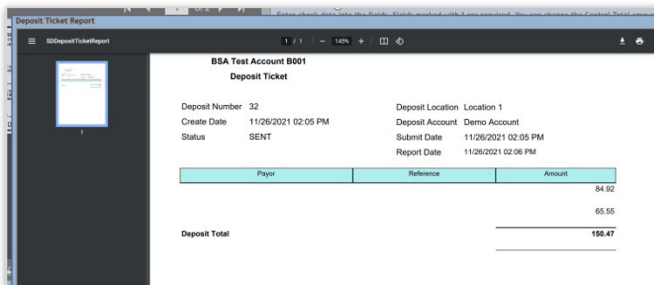 Deposit Ticket Report
SDDepositTicketReport
1 / 1 — 145% +
1
BSA Test Account B001
Deposit Ticket
Deposit Number 32 Deposit Location Location 1
Create Date 11/26/2021 02:05 PM Deposit Account Demo Account
Status SENT Submit Date 11/26/2021 02:05 PM
Report Date 11/26/2021 02:06 PM
Payor Reference Amount
84.92
65.55
Deposit Total 150.47